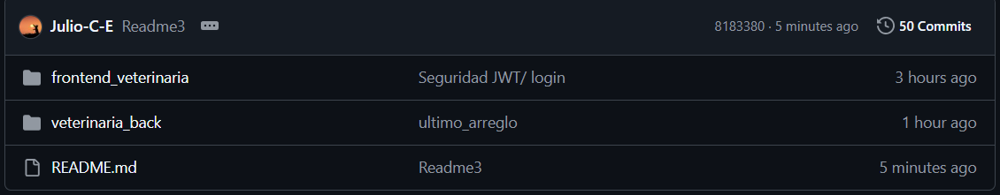 Julio-C-E Readme3 8183380 · 5 minutes ago 50 Commits
frontend_veterinaria Seguridad JWT/ login 3 hours ago
veterinaria_back ultimo_arreglo 1 hour ago
README.md Readme3 5 minutes ago